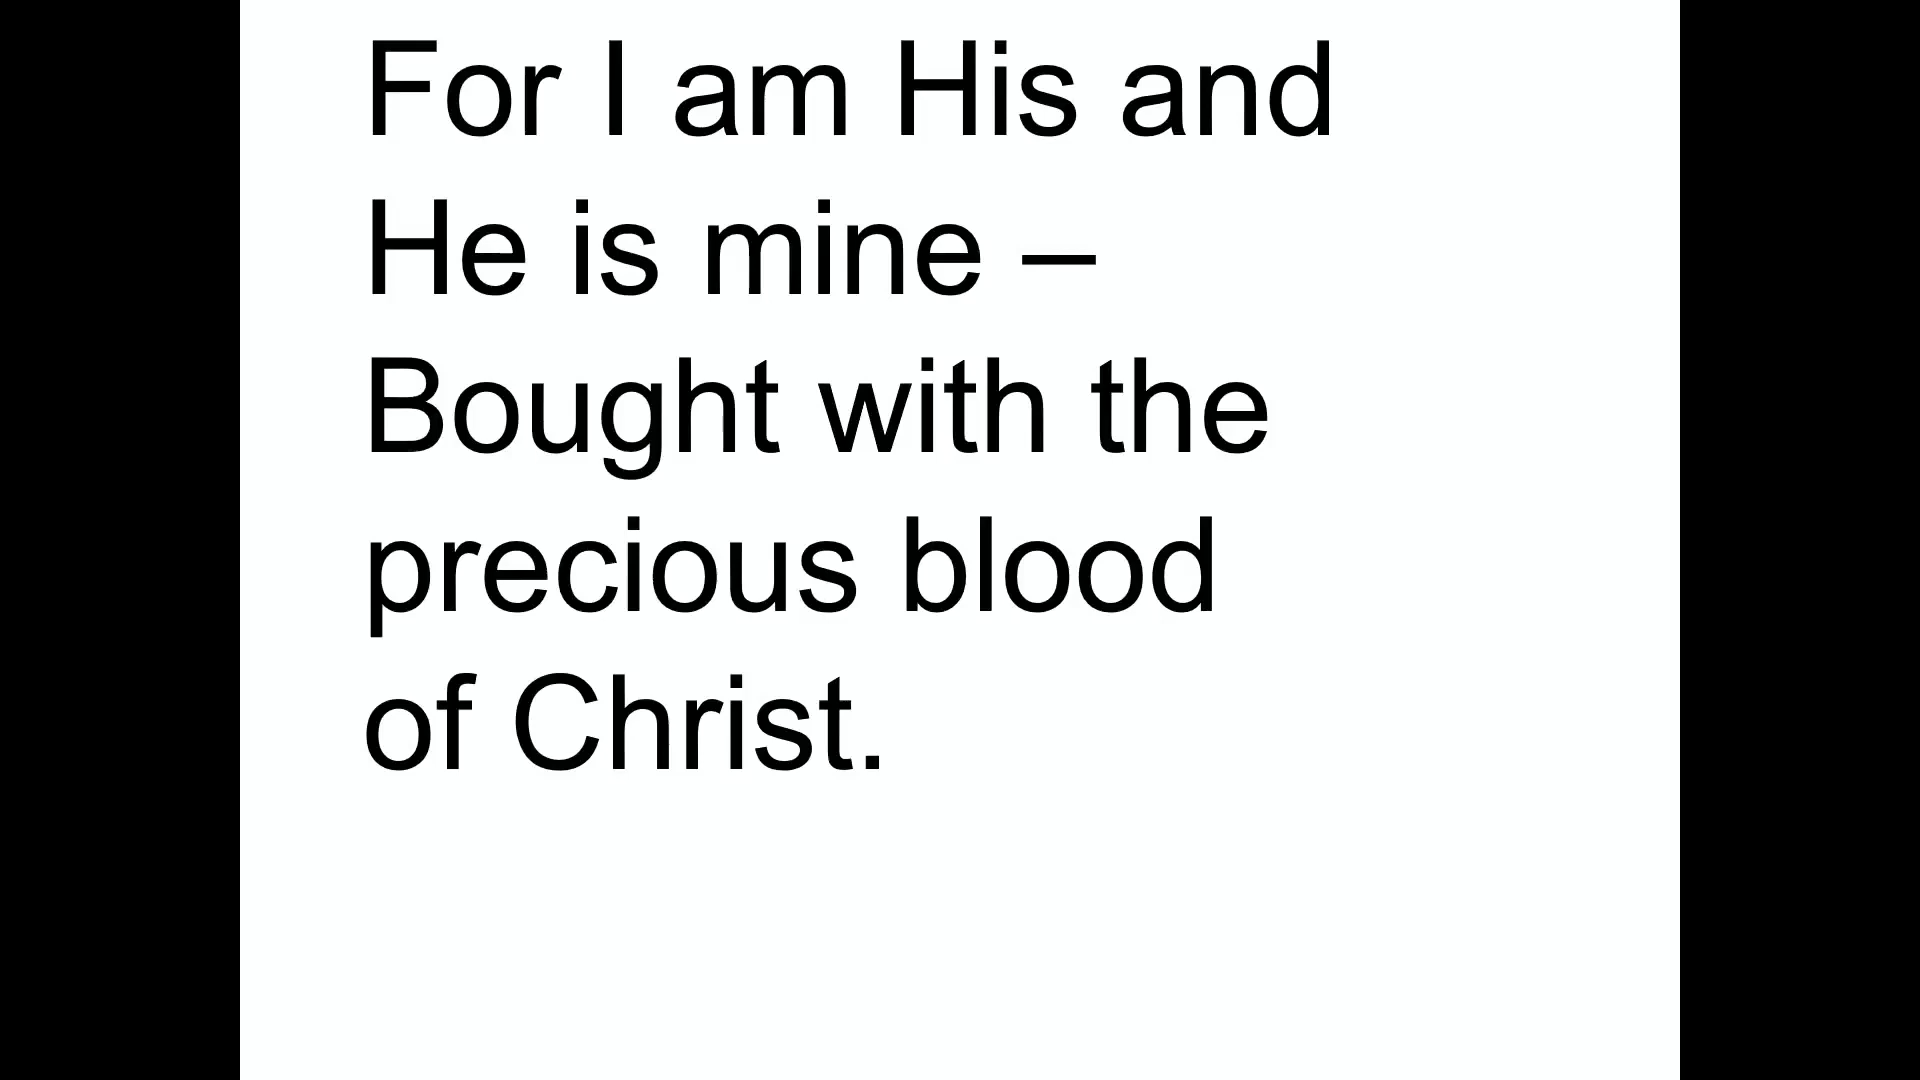 For I am His and
He is mine –
Bought with the
precious blood
of Christ.